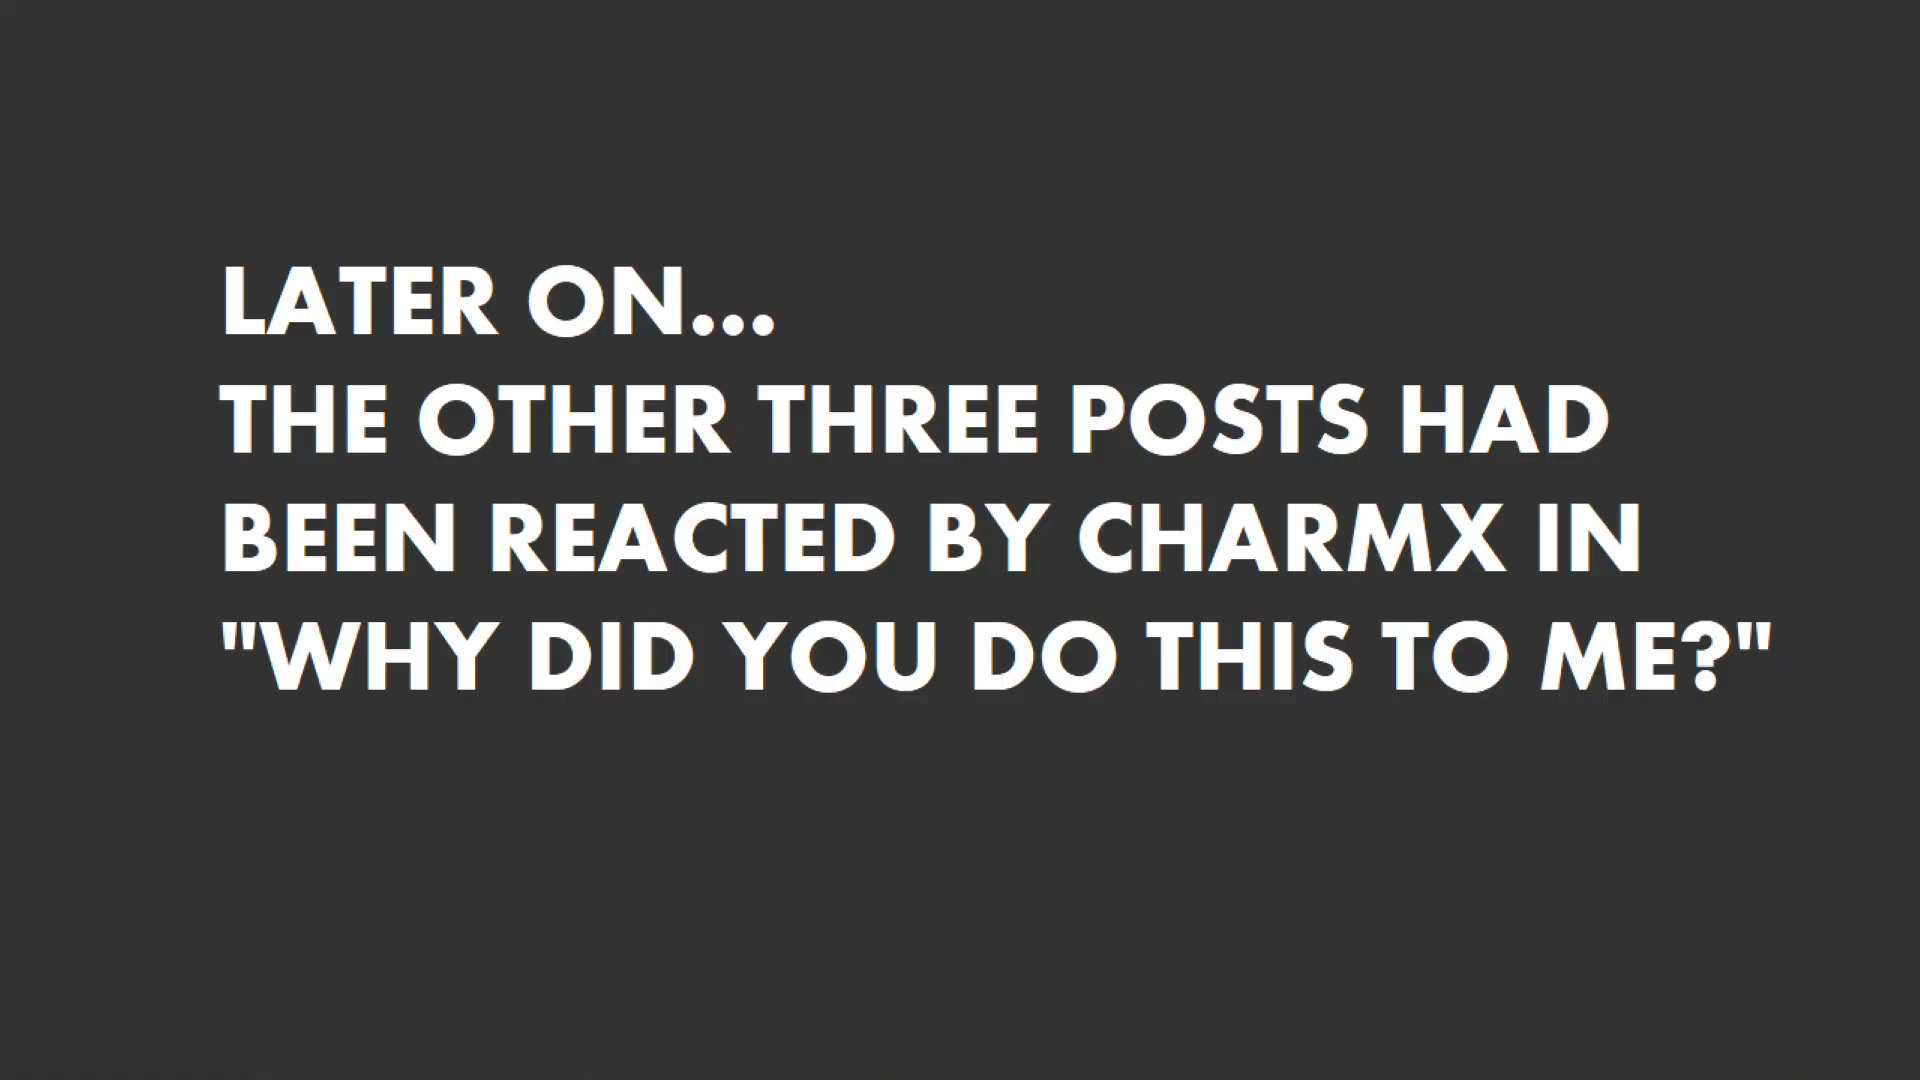 LATER ON...
THE OTHER THREE POSTS HAD
BEEN REACTED BY CHARMX IN
"WHY DID YOU DO THIS TO ME?"